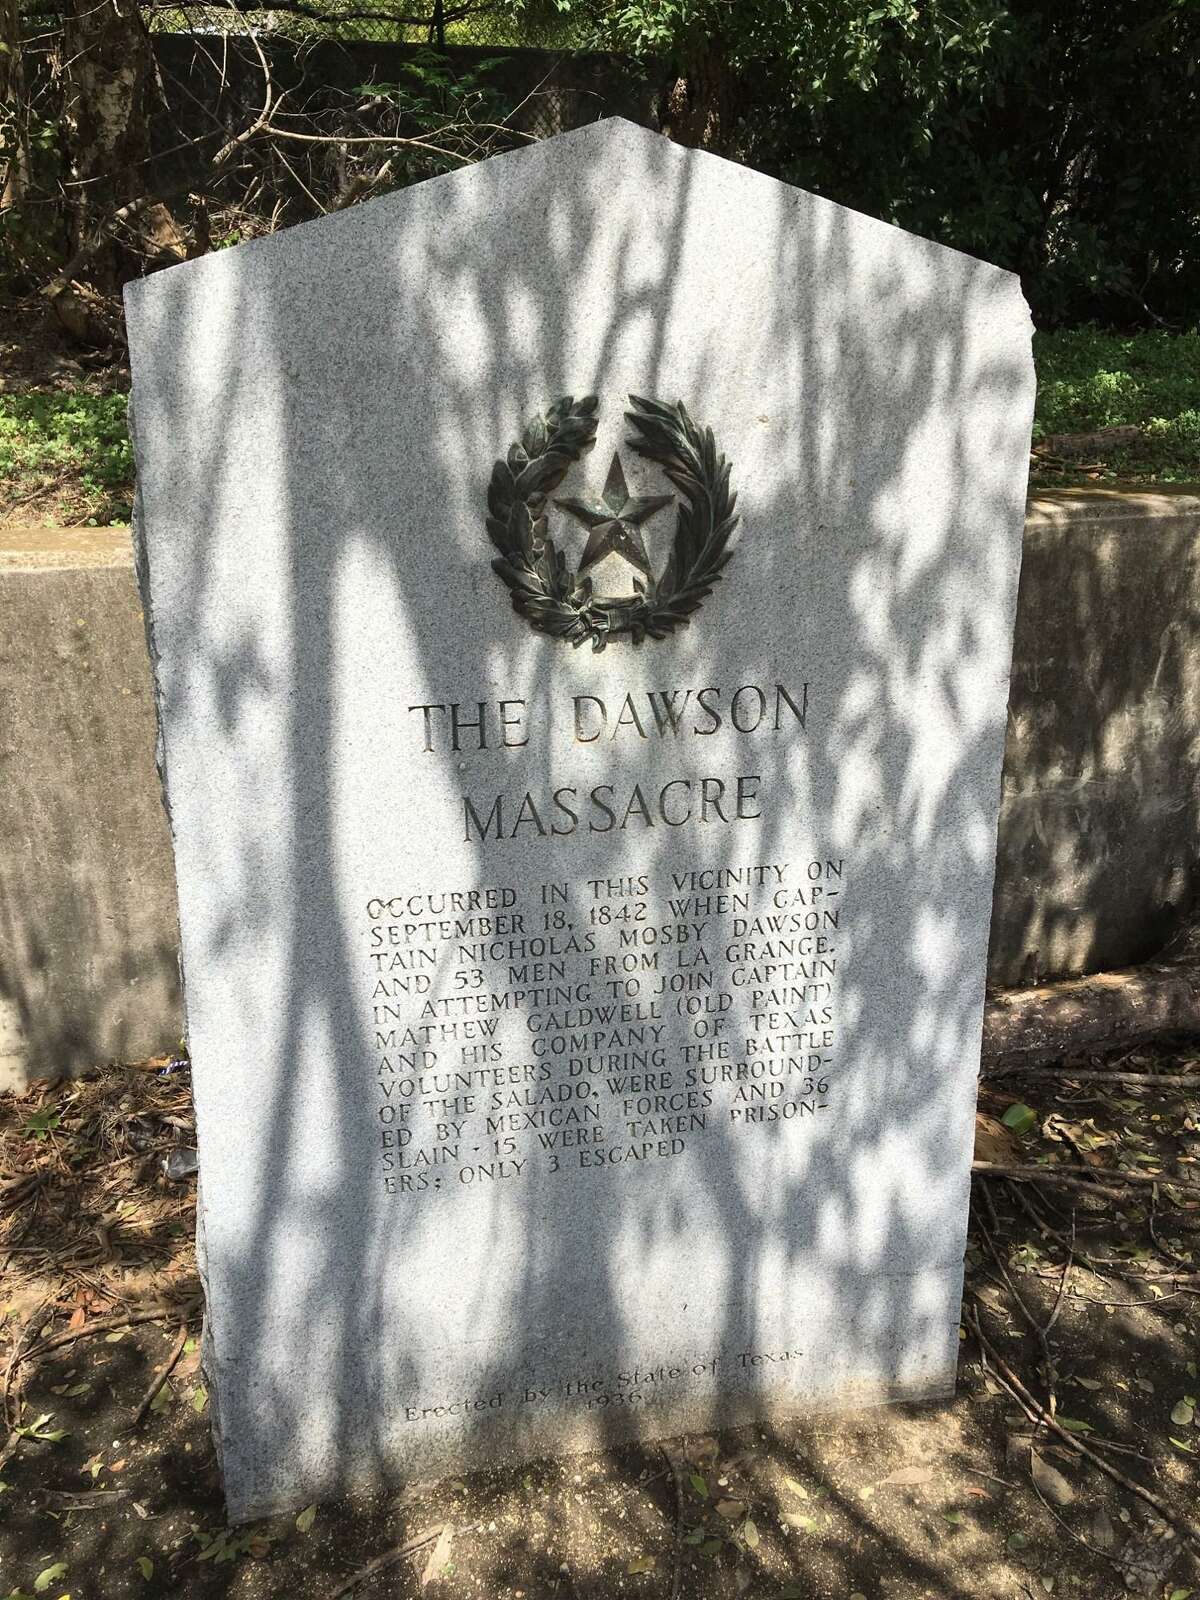 THE DAWSON
MASSACRE
OCCURRED IN THIS VICINITY ON
SEPTEMBER 18, 1842 WHEN CAP-
TAIN NICHOLAS MOSBY DAWSON
AND 53 MEN FROM LA GRANGE,
IN ATTEMPTING TO JOIN CAPTAIN
MATHEW CALDWELL (OLD PAINT)
AND HIS COMPANY OF TEXAS
VOLUNTEERS DURING THE BATTLE
OF THE SALADO, WERE SURROUND-
ED BY MEXICAN FORCES AND 36
SLAIN - 15 WERE TAKEN PRISON-
ERS; ONLY 3 ESCAPED
Erected by the State of Texas
1936